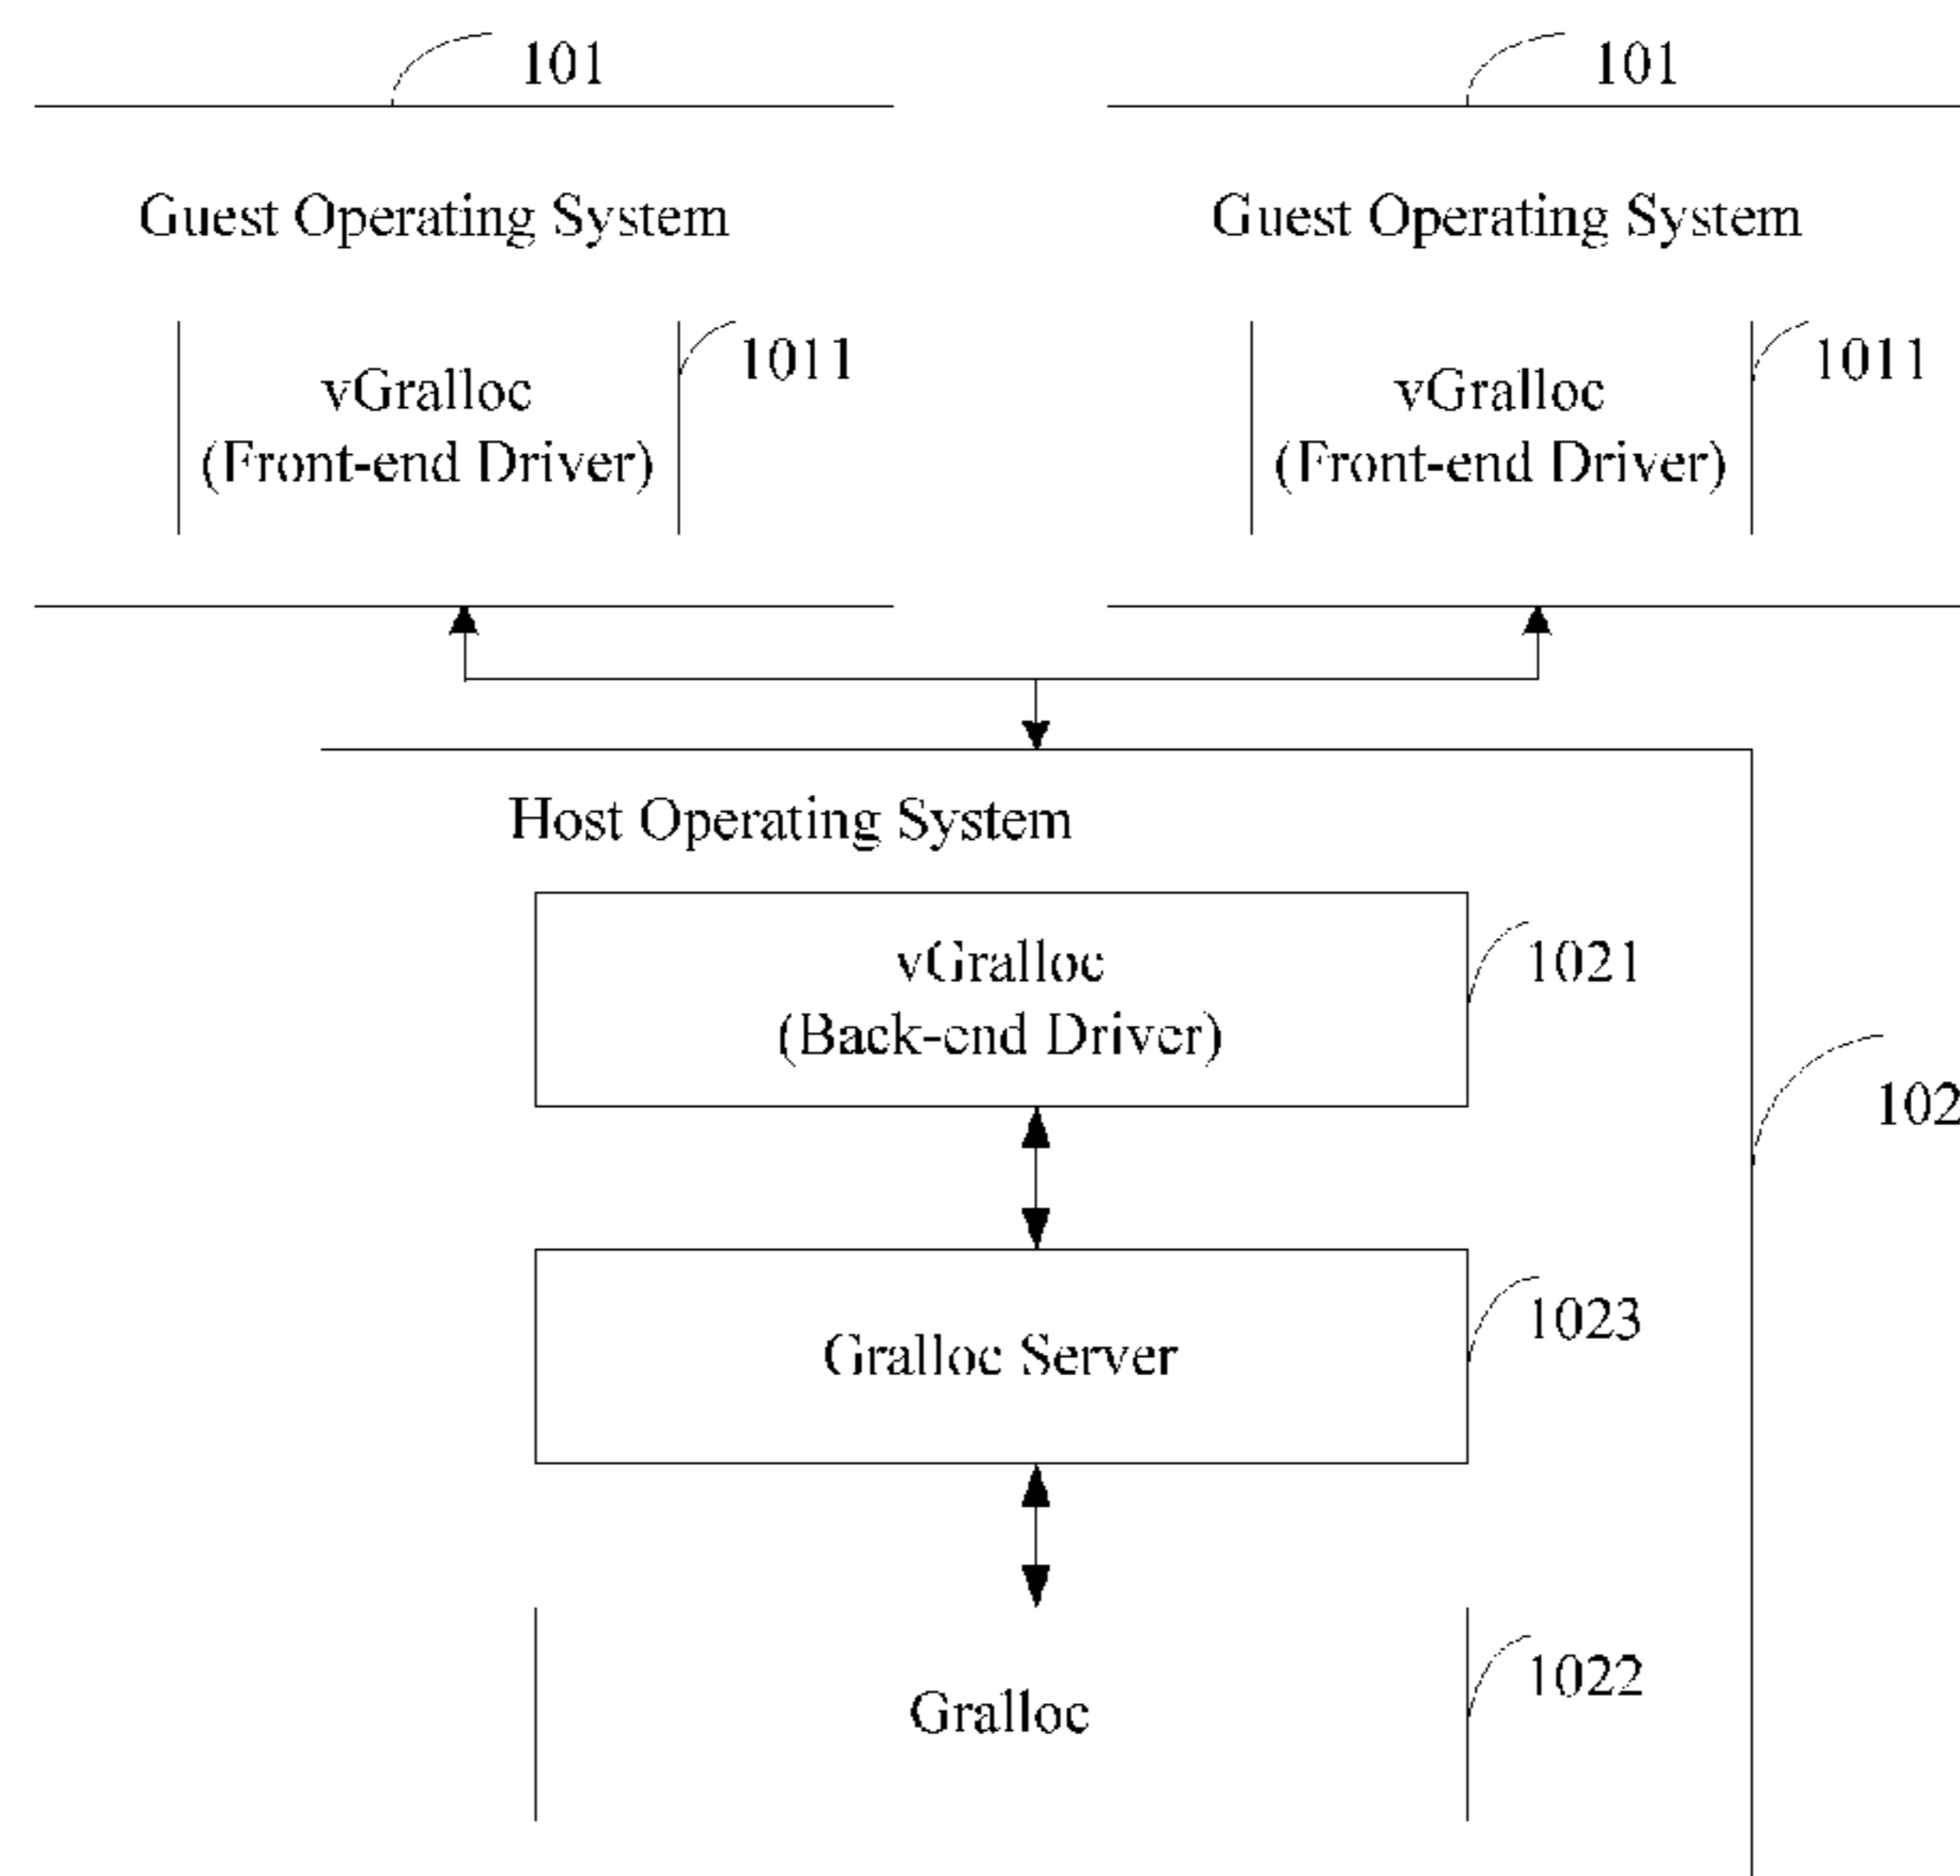 101
101
Guest Operating System
Guest Operating System
1011
1011
vGralloc
(Front-end Driver)
vGralloc
(Front-end Driver)
Host Operating System
vGralloc
(Back-end Driver)
1021
102
Gralloc Server
1023
Gralloc
1022